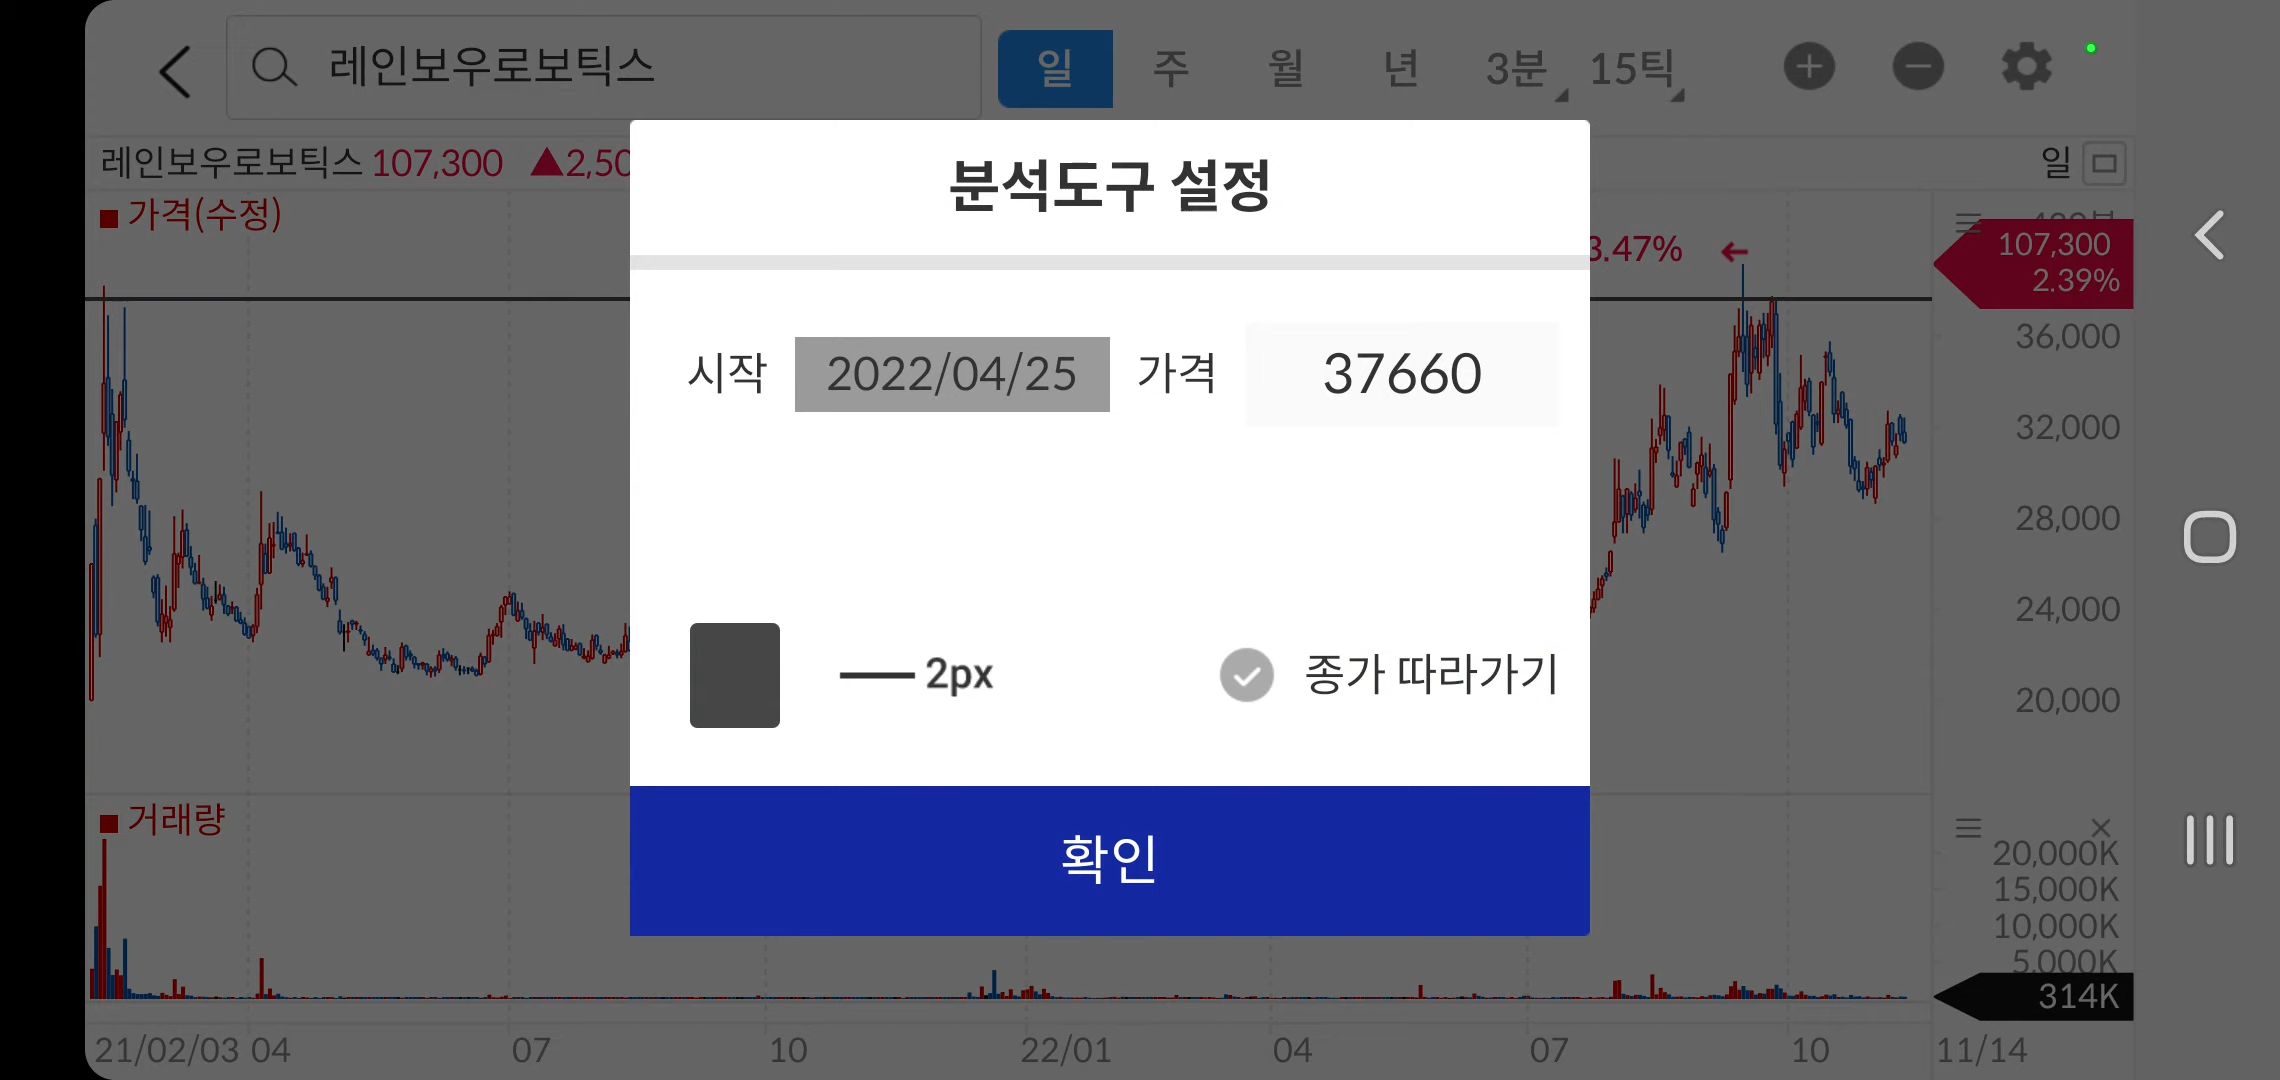 레인보우로보틱스
일 주 월 년 3분 15틱
레인보우로보틱스 107,300 ▲2,50
일
분석도구 설정
가격(수정)
3.47% ←
107,300
2.39%
36,000
시작 2022/04/25 가격 37660
32,000
28,000
24,000
2px 종가 따라가기
20,000
거래량
확인
20,000K
15,000K
10,000K
5,000K
314K
21/02/03 04 07 10 22/01 04 07 10 11/14